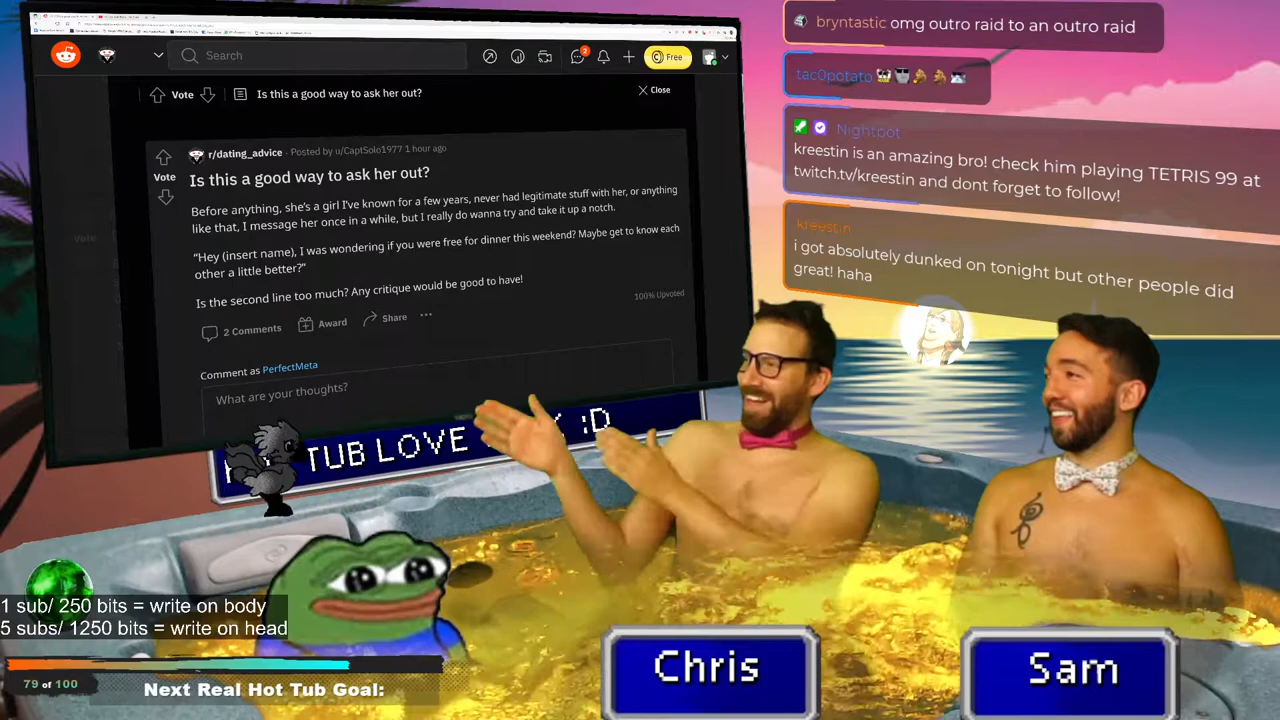 Search
2
Free
Vote
Is this a good way to ask her out?
Close
r/dating_advice · Posted by u/CaptSolo1977 1 hour ago
Vote
Is this a good way to ask her out?
Before anything, she's a girl I've known for a few years, never had legitimate stuff with her, or anything
like that, I message her once in a while, but I really do wanna try and take it up a notch.
"Hey (insert name), I was wondering if you were free for dinner this weekend? Maybe get to know each
other a little better?"
Is the second line too much? Any critique would be good to have!
100% Upvoted
2 Comments
Award
Share
Comment as PerfectMeta
What are your thoughts?
Vote
TUB LOVE :D
bryntastic omg outro raid to an outro raid
tac0potato
Nightoot
kreestin is an amazing bro! check him playing TETRIS 99 at
twitch.tv/kreestin and dont forget to follow!
kreestin
i got absolutely dunked on tonight but other people did
great! haha
1 sub/ 250 bits = write on body
5 subs/ 1250 bits = write on head
79 of 100
Next Real Hot Tub Goal:
Chris
Sam